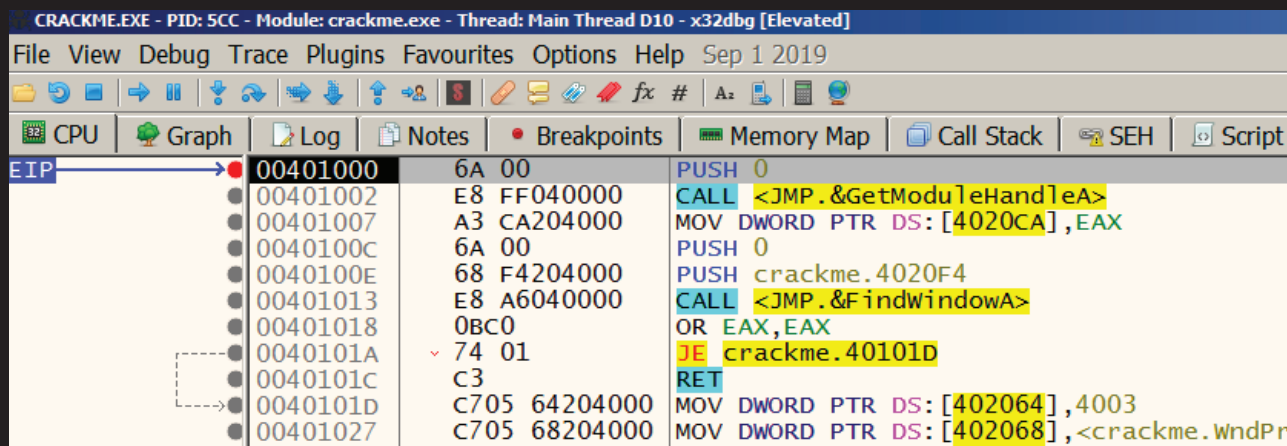 CRACKME.EXE - PID: 5CC - Module: crackme.exe - Thread: Main Thread D10 - x32dbg [Elevated]
File View Debug Trace Plugins Favourites Options Help Sep 1 2019
S fx # Az
32 CPU Graph Log Notes Breakpoints Memory Map Call Stack SEH Script
EIP 00401000 6A 00 PUSH 0
00401002 E8 FF040000 CALL <JMP.&GetModuleHandleA>
00401007 A3 CA204000 MOV DWORD PTR DS:[4020CA],EAX
0040100C 6A 00 PUSH 0
0040100E 68 F4204000 PUSH crackme.4020F4
00401013 E8 A6040000 CALL <JMP.&FindWindowA>
00401018 0BC0 OR EAX,EAX
0040101A 74 01 JE crackme.40101D
0040101C C3 RET
0040101D C705 64204000 MOV DWORD PTR DS:[402064],4003
00401027 C705 68204000 MOV DWORD PTR DS:[402068],<crackme.WndPr